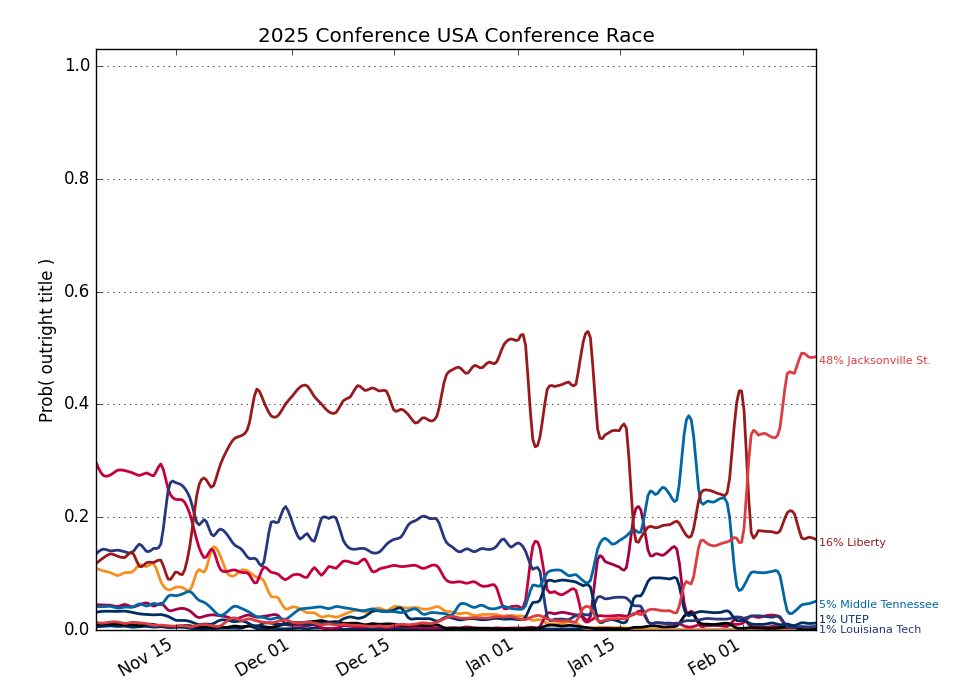 2025 Conference USA Conference Race
Prob( outright title )
1.0
0.8
0.6
0.4
0.2
0.0
48% Jacksonville St.
16% Liberty
5% Middle Tennessee
1% UTEP
1% Louisiana Tech
Nov 15
Dec 01
Dec 15
Jan 01
Jan 15
Feb 01